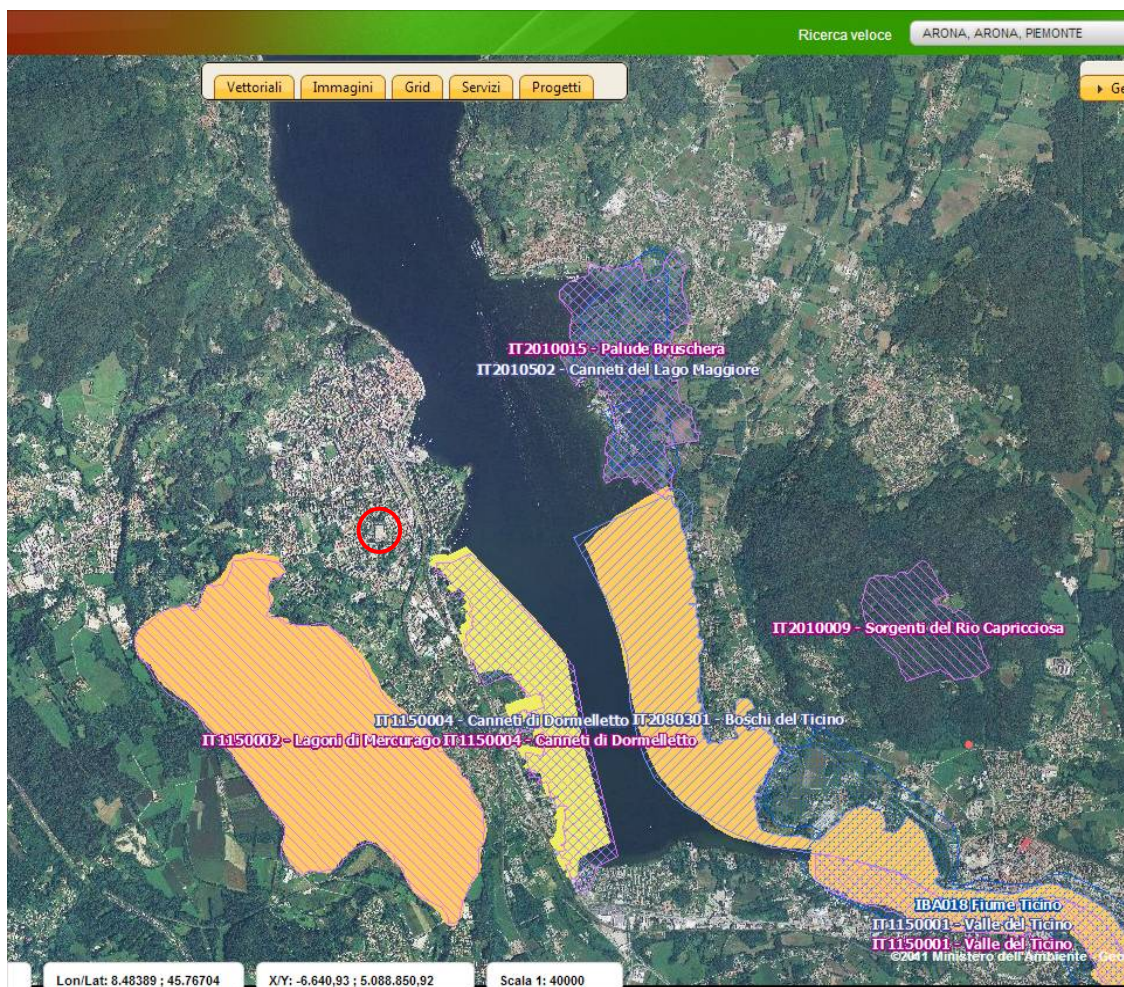 Ricerca veloce ARONA, ARONA, PIEMONTE
Vettoriali Immagini Grid Servizi Progetti
Ge
IT2010015 - Palude Bruschera
IT2010502 - Canneti del Lago Maggiore
IT2010009 - Sorgenti del Rio Capricciosa
IT1150004 - Canneti di Dormelletto IT2080301 - Boschi del Ticino
IT1150002 - Lagoni di Mercurago IT1150004 - Canneti di Dormelletto
IBA018 Fiume Ticino
IT1150001 - Valle del Ticino
IT1150001 - Valle del Ticino
©2011 Ministero dell'Ambiente - Geo
Lon/Lat: 8.48389 ; 45.76704 X/Y: -6.640,93 ; 5.088.850,92 Scala 1: 40000